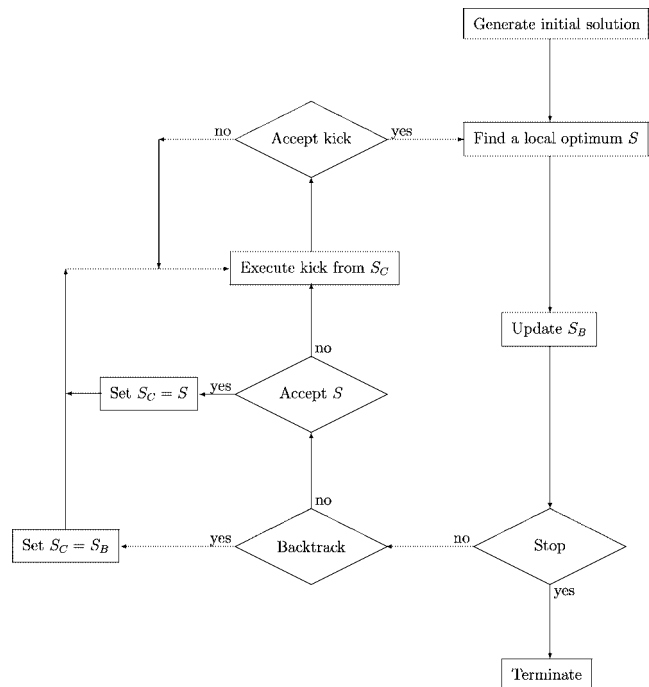 Generate initial solution
no
Accept kick
yes
Find a local optimum S
Execute kick from S_C
Update S_B
no
Set S_C = S
yes
Accept S
no
Set S_C = S_B
yes
Backtrack
no
Stop
yes
Terminate